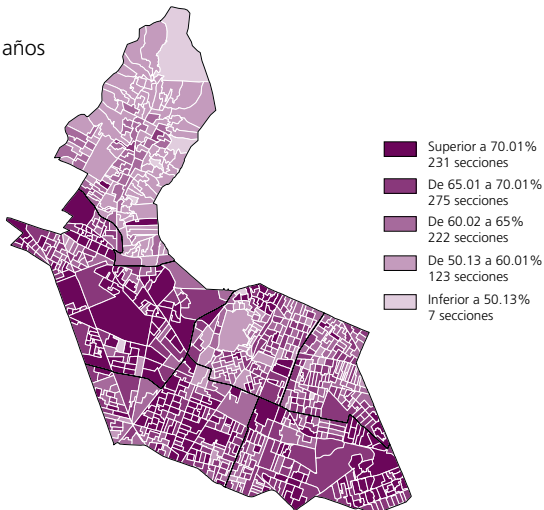 años
Superior a 70.01%
231 secciones
De 65.01 a 70.01%
275 secciones
De 60.02 a 65%
222 secciones
De 50.13 a 60.01%
123 secciones
Inferior a 50.13%
7 secciones